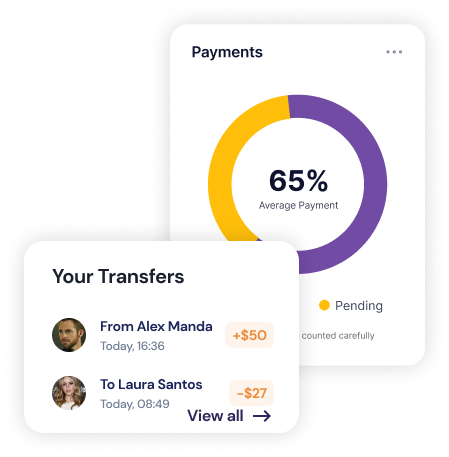 Payments
65%
Average Payment
Pending
counted carefully
Your Transfers
From Alex Manda
Today, 16:36
+$50
To Laura Santos
Today, 08:49
-$27
View all →